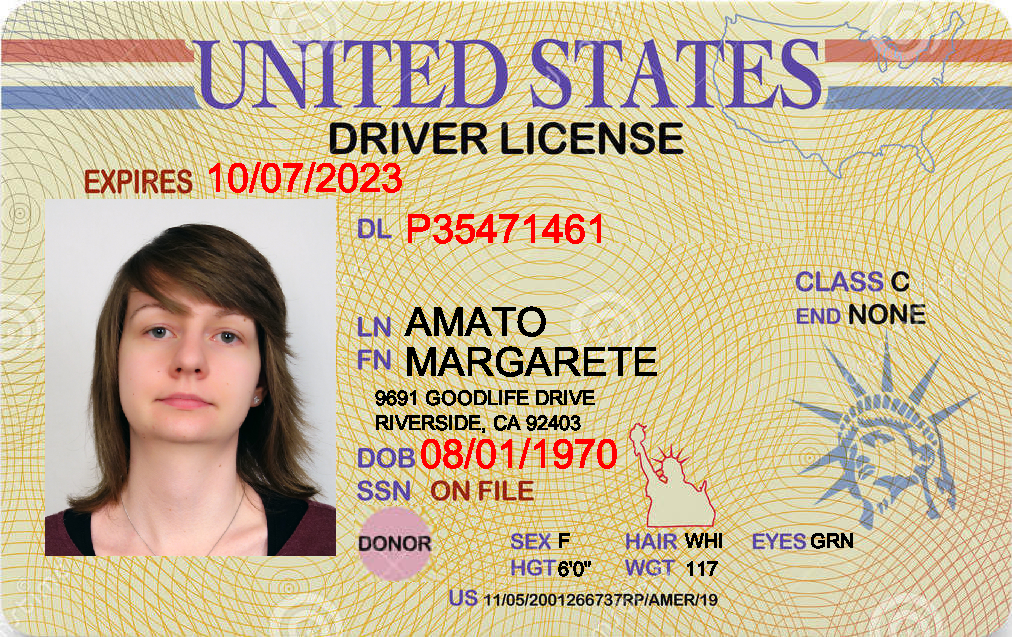 UNITED STATES
DRIVER LICENSE
EXPIRES 10/07/2023
DL P35471461
CLASS C
END NONE
LN AMATO
FN MARGARETE
9691 GOODLIFE DRIVE
RIVERSIDE, CA 92403
DOB 08/01/1970
SSN ON FILE
DONOR
SEX F HAIR WHI EYES GRN
HGT 6'0" WGT 117
US 11/05/2001266737RP/AMER/19